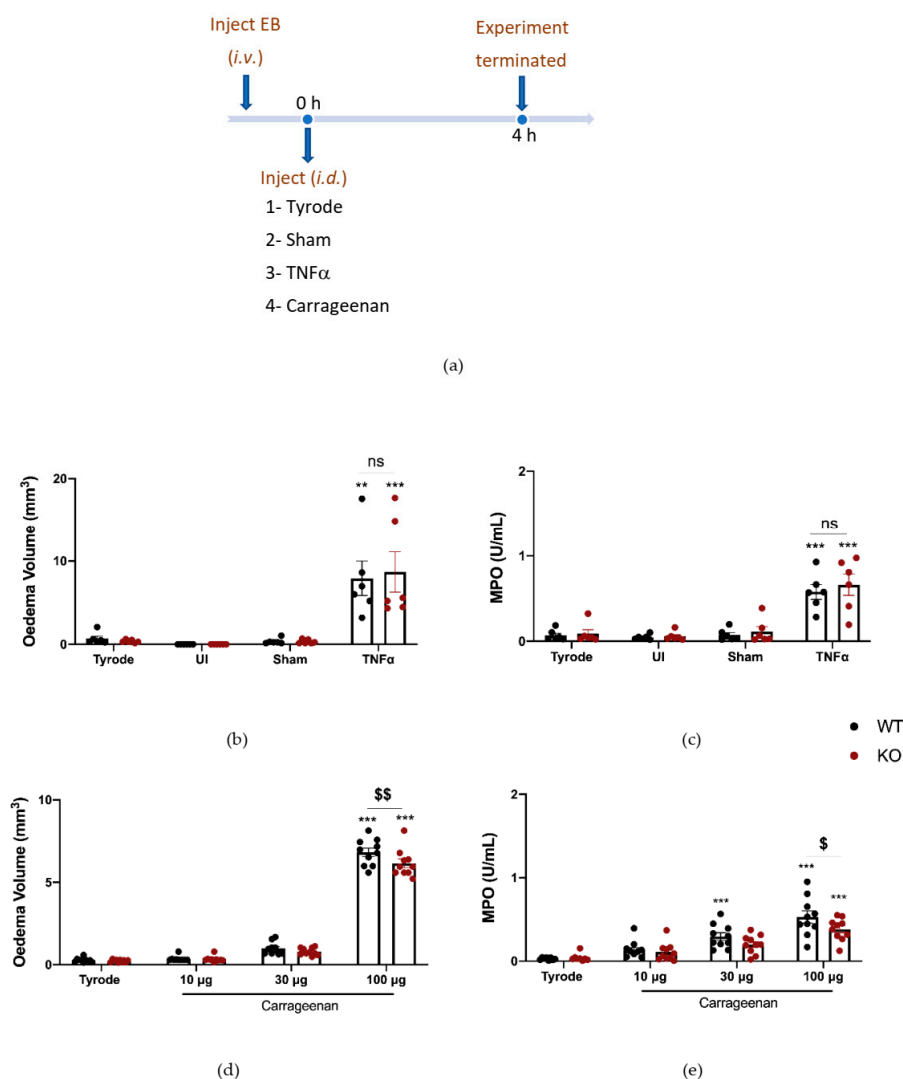 Inject EB
(i.v.)
Experiment
terminated
0 h
4 h
Inject (i.d.)
1- Tyrode
2- Sham
3- TNFα
4- Carrageenan
(a)
Oedema Volume (mm³)
20
10
0
ns
** ***
Tyrode UI Sham TNFα
(b)
MPO (U/mL)
2
1
0
ns
*** ***
Tyrode UI Sham TNFα
(c)
WT
KO
Oedema Volume (mm³)
10
5
0
$$
*** ***
Tyrode 10 µg 30 µg 100 µg
Carrageenan
(d)
MPO (U/mL)
2
1
0
$
***
***
***
Tyrode 10 µg 30 µg 100 µg
Carrageenan
(e)